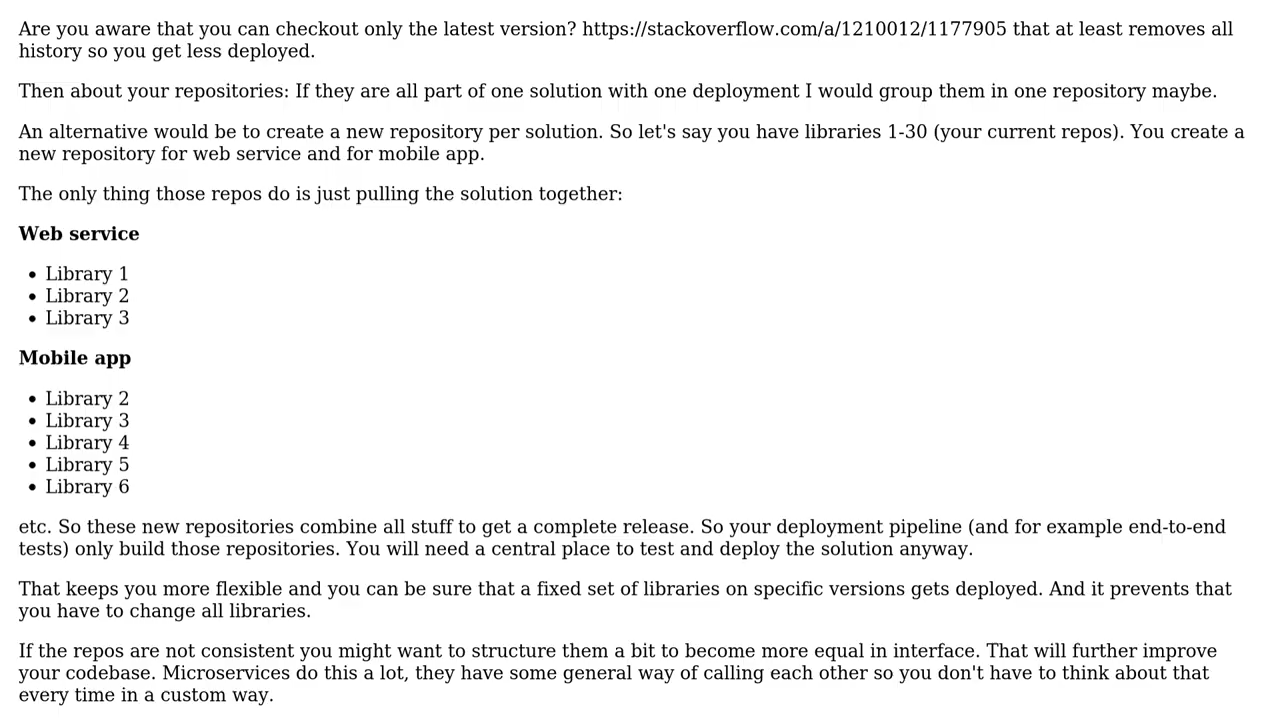 Are you aware that you can checkout only the latest version? https://stackoverflow.com/a/1210012/1177905 that at least removes all
history so you get less deployed.
Then about your repositories: If they are all part of one solution with one deployment I would group them in one repository maybe.
An alternative would be to create a new repository per solution. So let's say you have libraries 1-30 (your current repos). You create a
new repository for web service and for mobile app.
The only thing those repos do is just pulling the solution together:
Web service
• Library 1
• Library 2
• Library 3
Mobile app
• Library 2
• Library 3
• Library 4
• Library 5
• Library 6
etc. So these new repositories combine all stuff to get a complete release. So your deployment pipeline (and for example end-to-end
tests) only build those repositories. You will need a central place to test and deploy the solution anyway.
That keeps you more flexible and you can be sure that a fixed set of libraries on specific versions gets deployed. And it prevents that
you have to change all libraries.
If the repos are not consistent you might want to structure them a bit to become more equal in interface. That will further improve
your codebase. Microservices do this a lot, they have some general way of calling each other so you don't have to think about that
every time in a custom way.